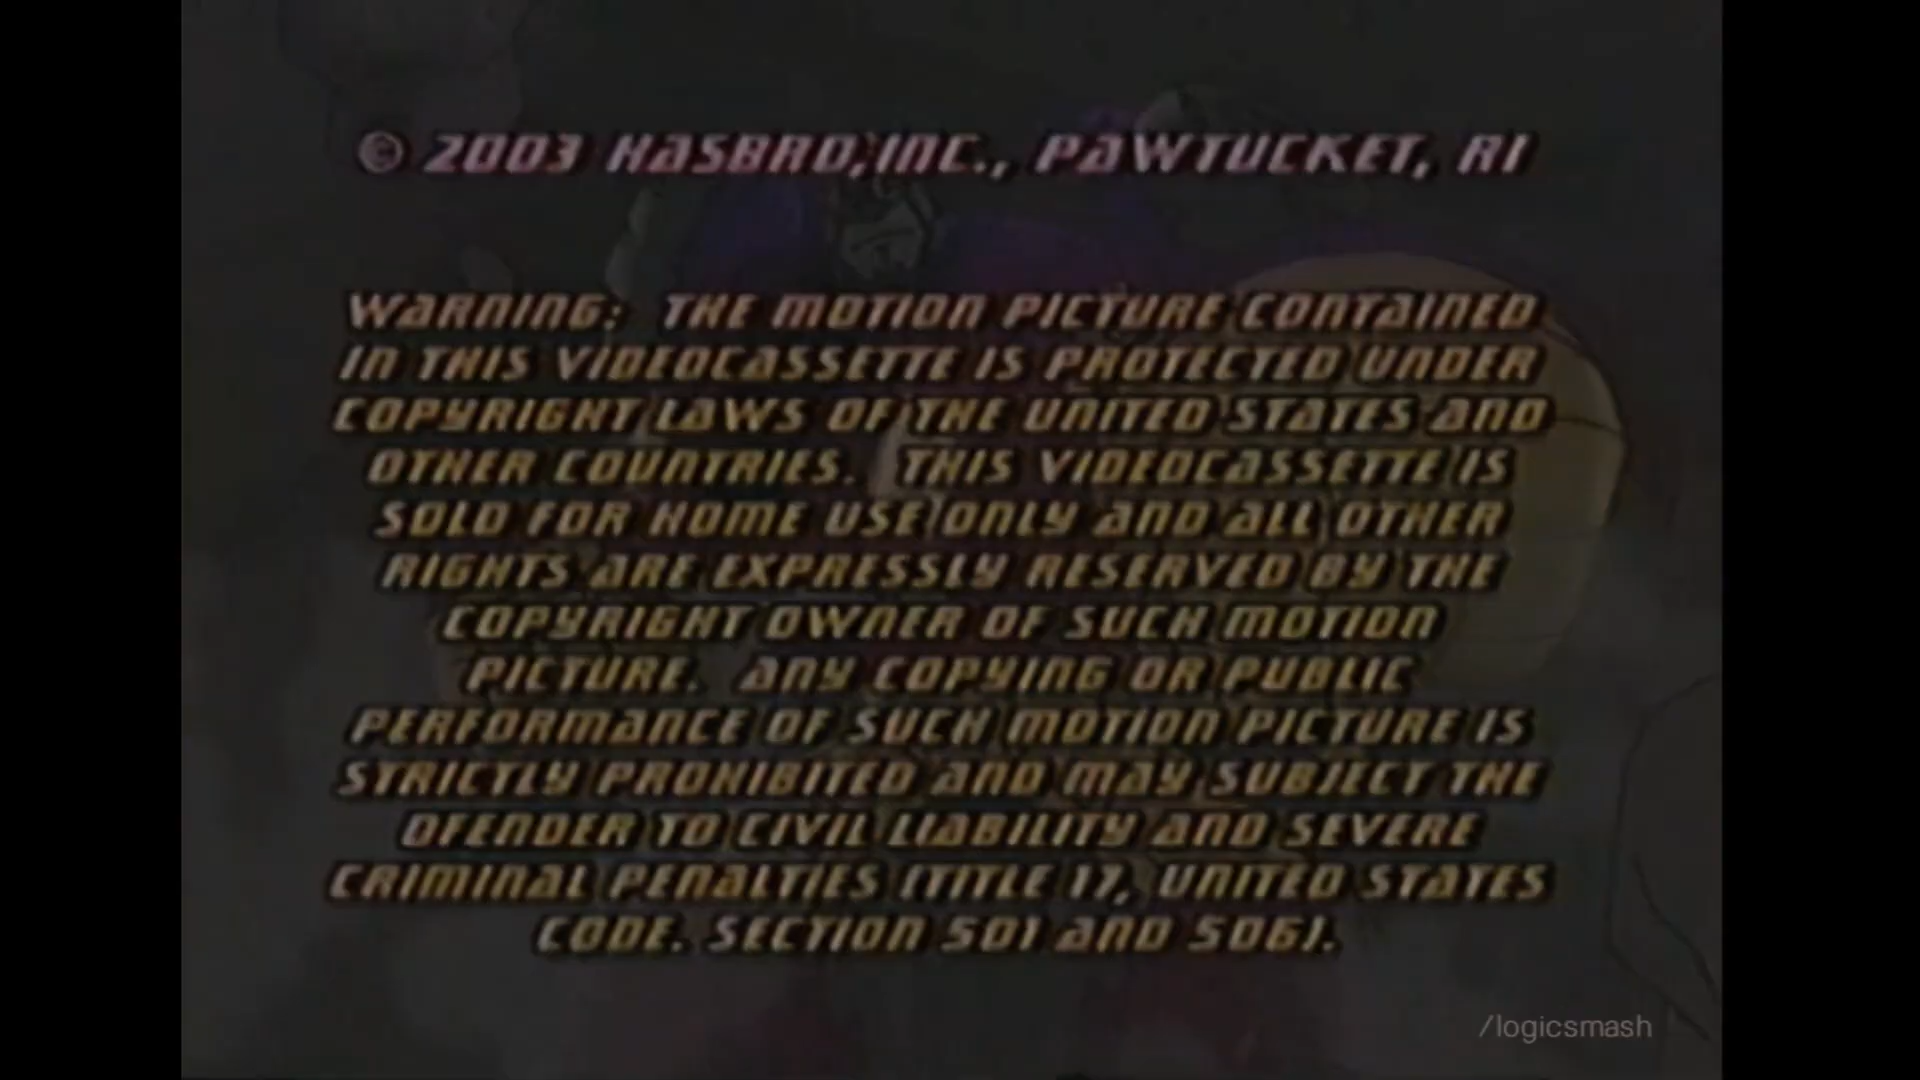 © 2003 HASBRO, INC., PAWTUCKET, RI
WARNING: THE MOTION PICTURE CONTAINED
IN THIS VIDEOCASSETTE IS PROTECTED UNDER
COPYRIGHT LAWS OF THE UNITED STATES AND
OTHER COUNTRIES. THIS VIDEOCASSETTE IS
SOLD FOR HOME USE ONLY AND ALL OTHER
RIGHTS ARE EXPRESSLY RESERVED BY THE
COPYRIGHT OWNER OF SUCH MOTION
PICTURE. ANY COPYING OR PUBLIC
PERFORMANCE OF SUCH MOTION PICTURE IS
STRICTLY PROHIBITED AND MAY SUBJECT THE
OFENDER TO CIVIL LIABILITY AND SEVERE
CRIMINAL PENALTIES (TITLE 17, UNITED STATES
CODE. SECTION 501 AND 506).
/logicsmash